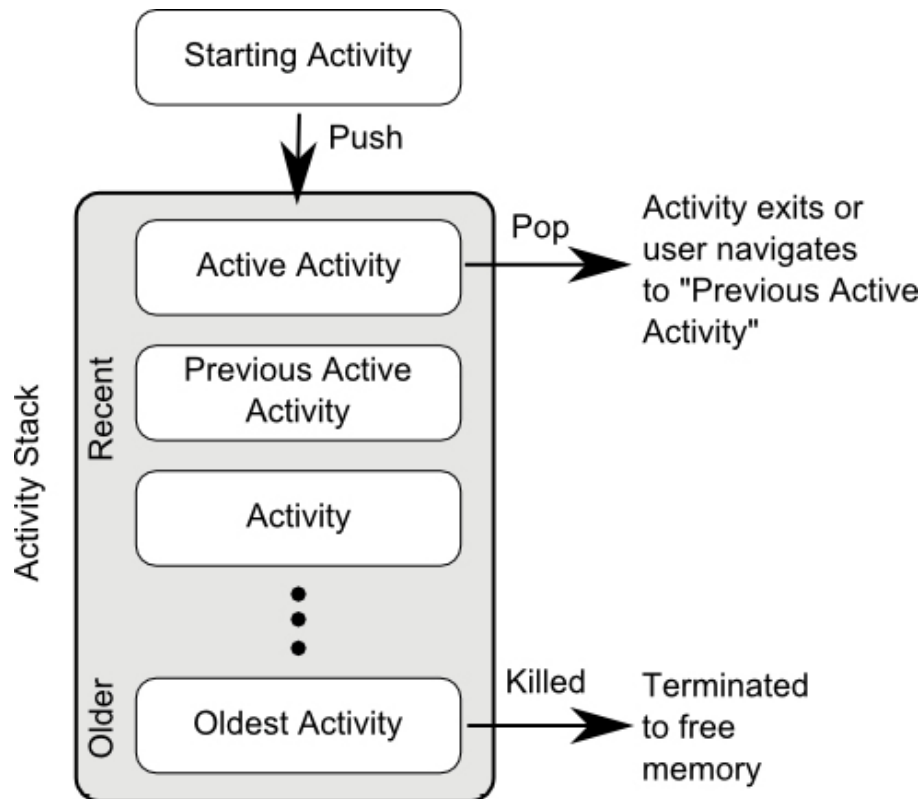 Starting Activity
Push
Active Activity
Pop
Activity exits or
user navigates
to "Previous Active
Activity"
Previous Active
Activity
Activity
Oldest Activity
Killed
Terminated
to free
memory
Activity Stack
Recent
Older